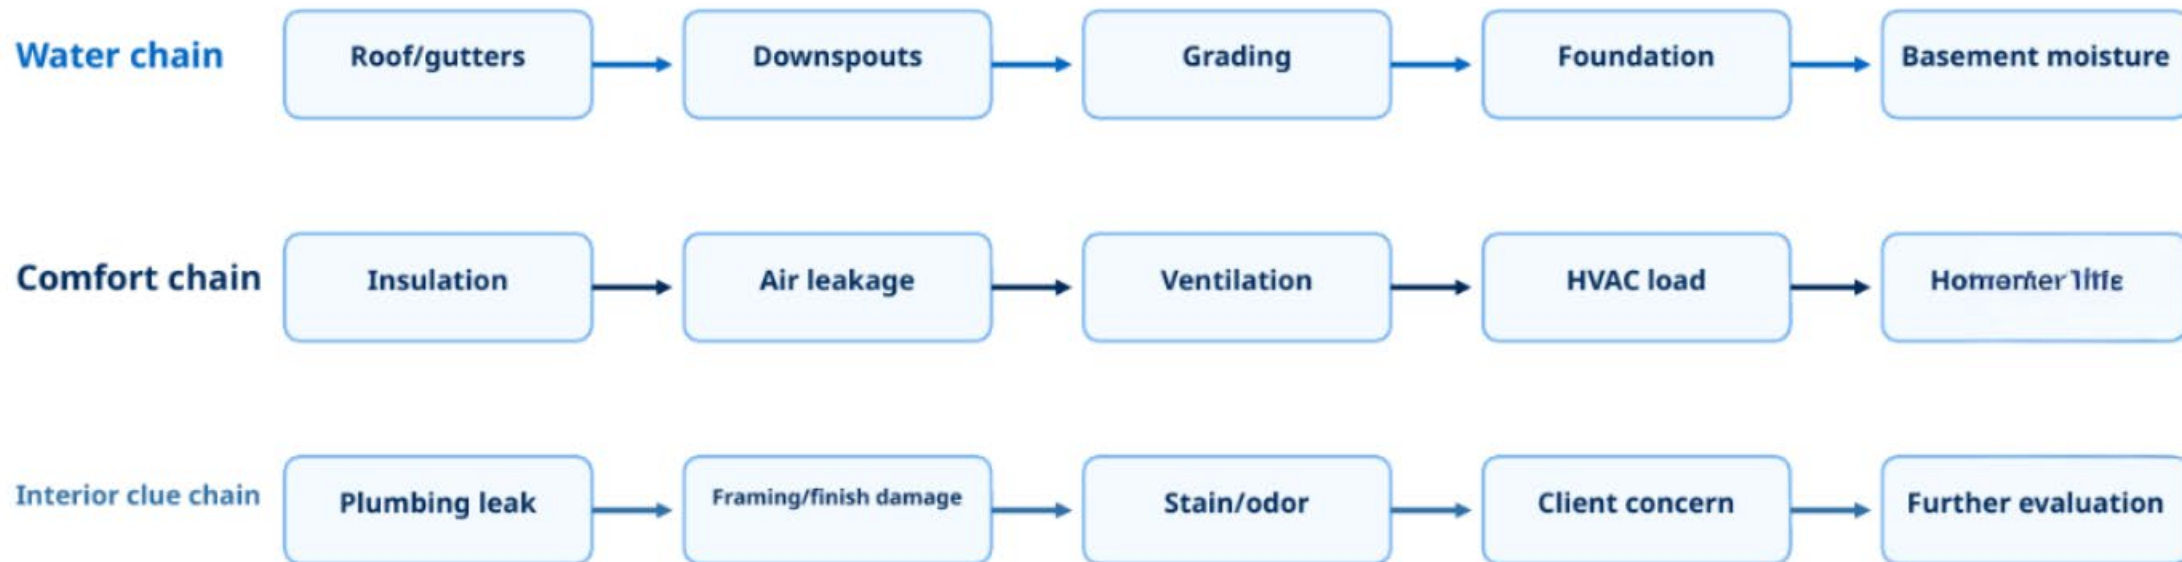 Water chain
Roof/gutters
Downspouts
Grading
Foundation
Basement moisture
Comfort chain
Insulation
Air leakage
Ventilation
HVAC load
Interior clue chain
Plumbing leak
Framing/finish damage
Stain/odor
Client concern
Further evaluation